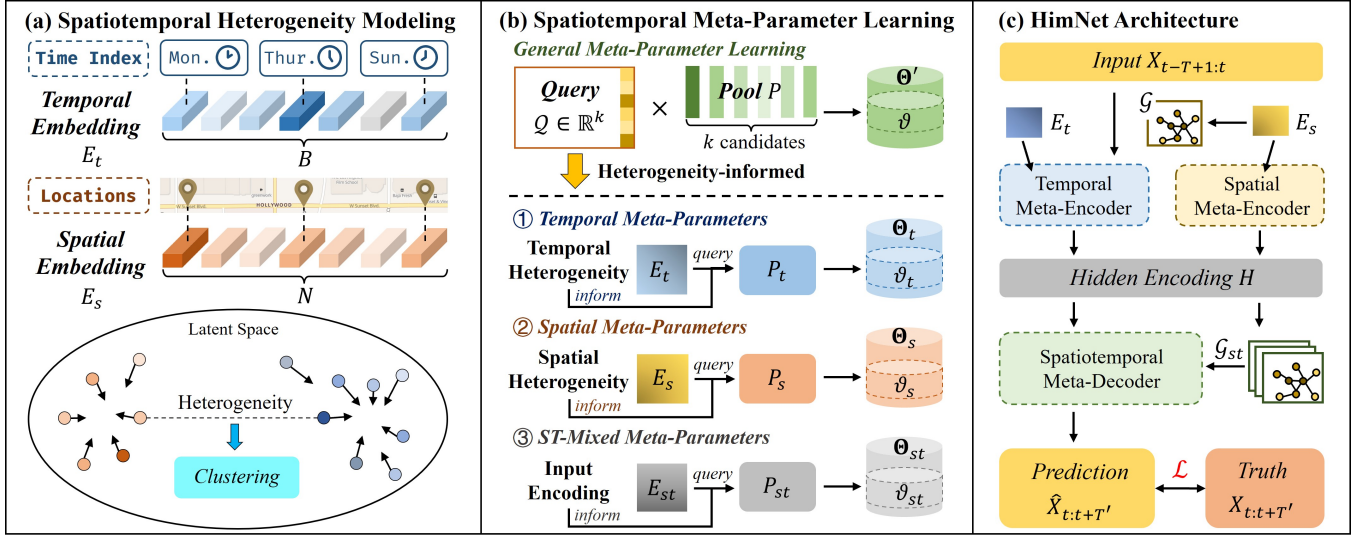 (a) Spatiotemporal Heterogeneity Modeling
Time Index
Mon.
Thur.
Sun.
Temporal
Embedding
E_t
B
Locations
HOLLYWOOD
W Sunset Blvd.
Spatial
Embedding
E_s
N
Latent Space
Heterogeneity
Clustering
(b) Spatiotemporal Meta-Parameter Learning
General Meta-Parameter Learning
Query
Q ∈ ℝ^k
×
Pool P
k candidates
Θ′
ϑ
Heterogeneity-informed
① Temporal Meta-Parameters
Temporal
Heterogeneity
inform
E_t
query
P_t
Θ_t
ϑ_t
② Spatial Meta-Parameters
Spatial
Heterogeneity
inform
E_s
query
P_s
Θ_s
ϑ_s
③ ST-Mixed Meta-Parameters
Input
Encoding
inform
E_st
query
P_st
Θ_st
ϑ_st
(c) HimNet Architecture
Input X_{t−T+1:t}
E_t
𝒢
E_s
Temporal
Meta-Encoder
Spatial
Meta-Encoder
Hidden Encoding H
Spatiotemporal
Meta-Decoder
𝒢_st
Prediction
X̂_{t:t+T′}
ℒ
Truth
X_{t:t+T′}